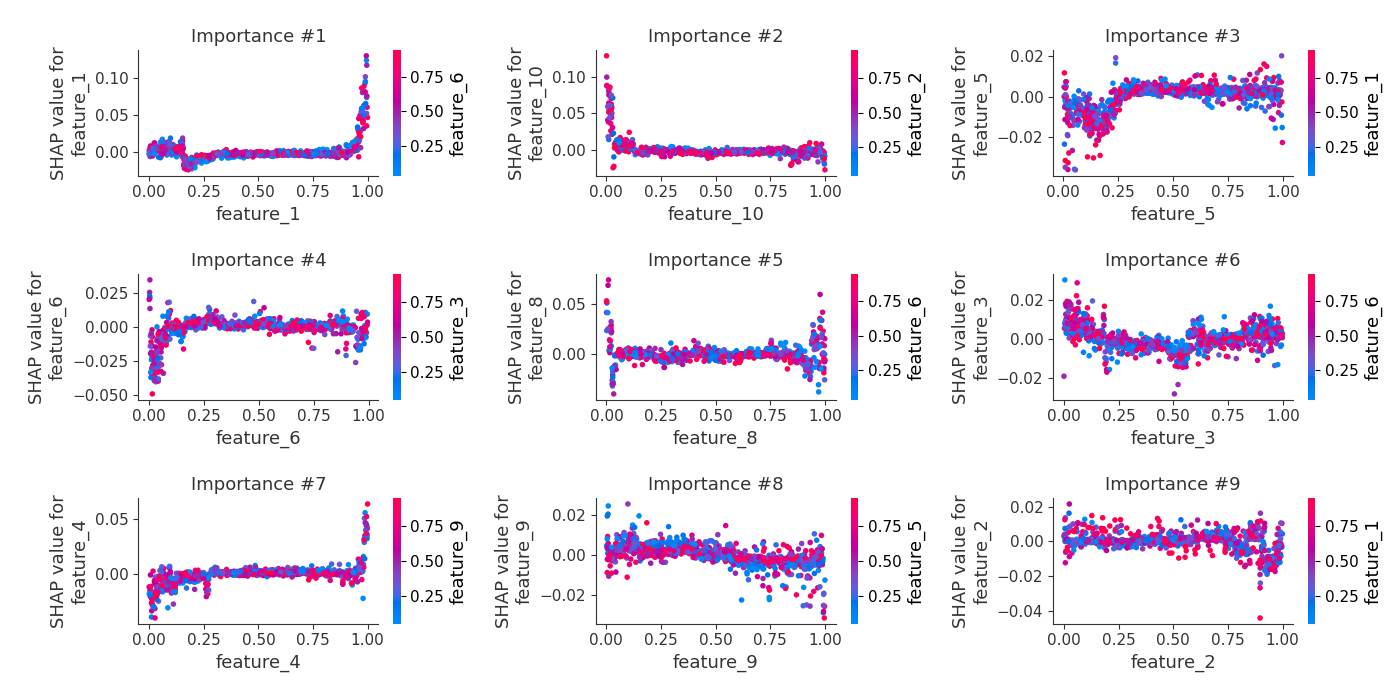 Importance #1
SHAP value for
feature_1
0.10
0.05
0.00
0.00 0.25 0.50 0.75 1.00
feature_1
0.75
0.50
0.25
feature_6
Importance #2
SHAP value for
feature_10
0.10
0.05
0.00
0.00 0.25 0.50 0.75 1.00
feature_10
0.75
0.50
0.25
feature_2
Importance #3
SHAP value for
feature_5
0.02
0.00
−0.02
0.00 0.25 0.50 0.75 1.00
feature_5
0.75
0.50
0.25
feature_1
Importance #4
SHAP value for
feature_6
0.025
0.000
−0.025
−0.050
0.00 0.25 0.50 0.75 1.00
feature_6
0.75
0.50
0.25
feature_3
Importance #5
SHAP value for
feature_8
0.05
0.00
0.00 0.25 0.50 0.75 1.00
feature_8
0.75
0.50
0.25
feature_6
Importance #6
SHAP value for
feature_3
0.02
0.00
−0.02
0.00 0.25 0.50 0.75 1.00
feature_3
0.75
0.50
0.25
feature_6
Importance #7
SHAP value for
feature_4
0.05
0.00
0.00 0.25 0.50 0.75 1.00
feature_4
0.75
0.50
0.25
feature_9
Importance #8
SHAP value for
feature_9
0.02
0.00
−0.02
0.00 0.25 0.50 0.75 1.00
feature_9
0.75
0.50
0.25
feature_5
Importance #9
SHAP value for
feature_2
0.02
0.00
−0.02
−0.04
0.00 0.25 0.50 0.75 1.00
feature_2
0.75
0.50
0.25
feature_1